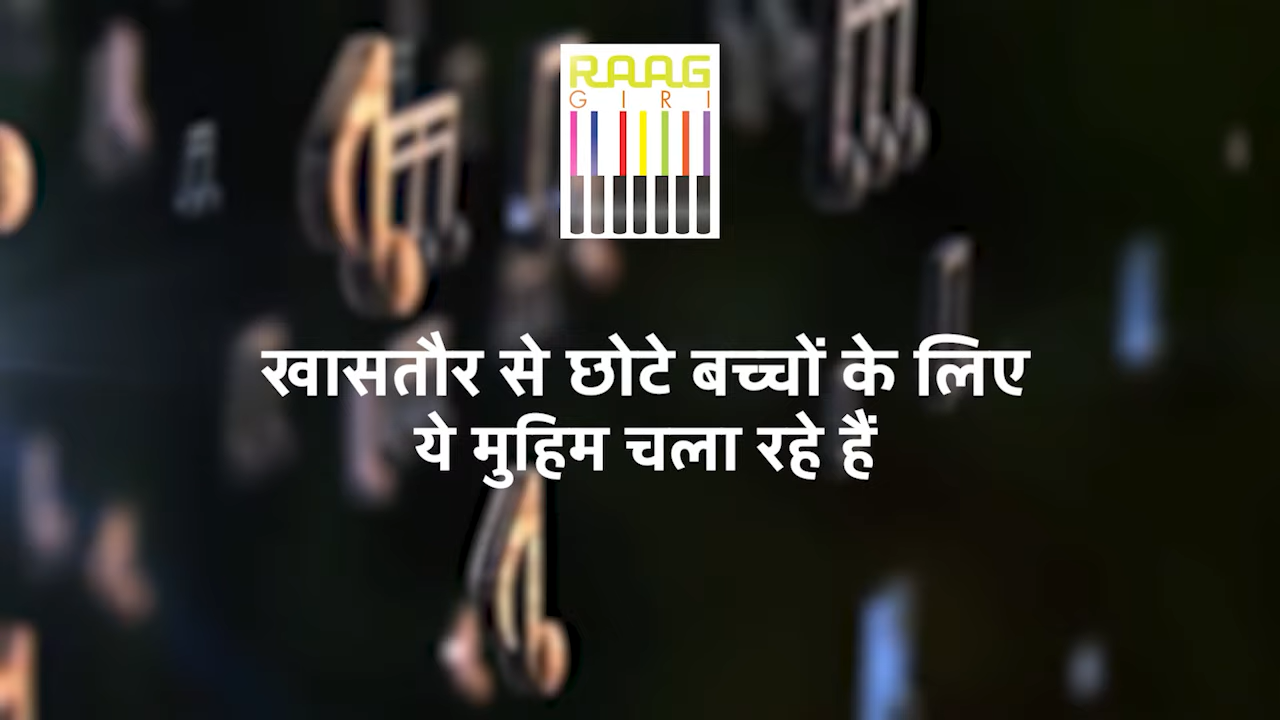 RAAG
GIRI
खासतौर से छोटे बच्चों के लिए
ये मुहिम चला रहे हैं